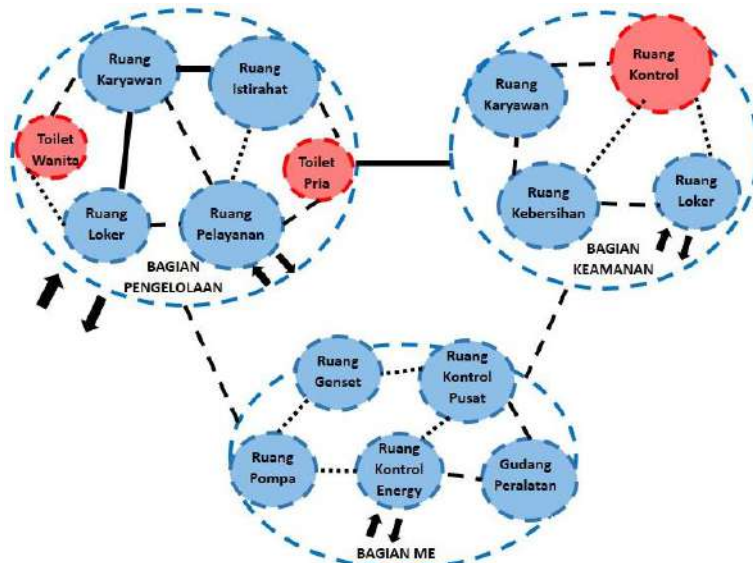 Ruang
Karyawan
Ruang
Istirahat
Toilet
Wanita
Toilet
Pria
Ruang
Loker
Ruang
Pelayanan
BAGIAN
PENGELOLAAN
Ruang
Kontrol
Ruang
Karyawan
Ruang
Kebersihan
Ruang
Loker
BAGIAN
KEAMANAN
Ruang
Genset
Ruang
Kontrol
Pusat
Ruang
Pompa
Ruang
Kontrol
Energy
Gudang
Peralatan
BAGIAN ME